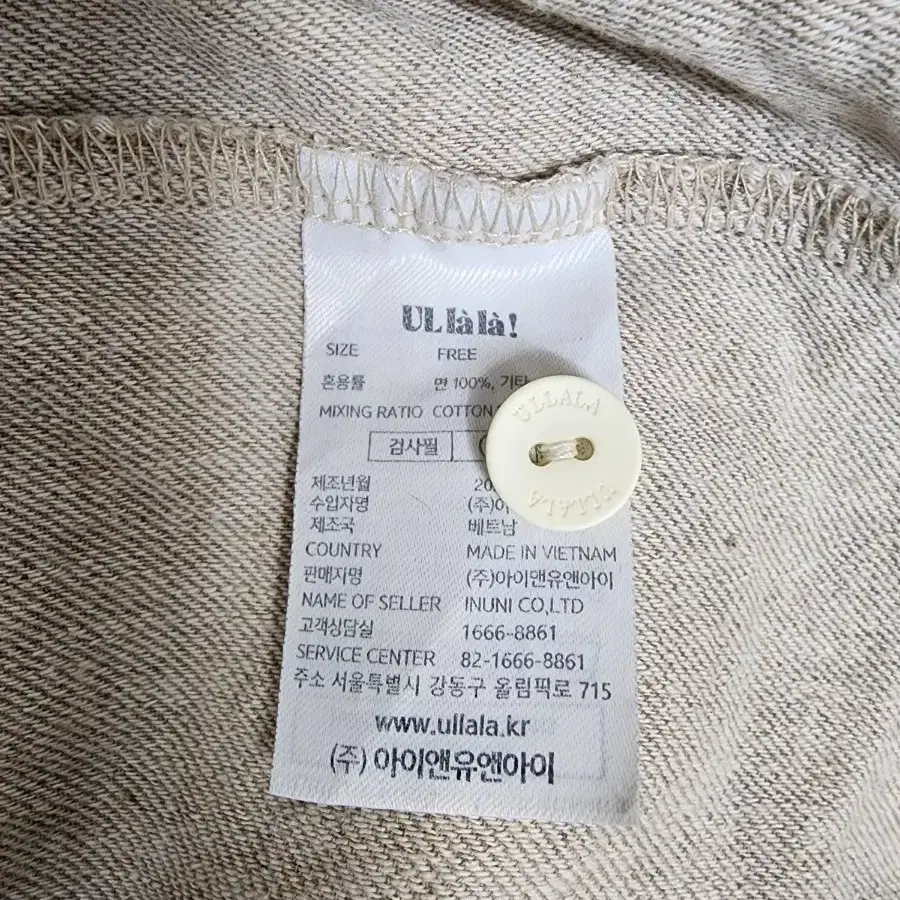 ULlàlà!
SIZE FREE
혼용률 면 100%, 기타
MIXING RATIO COTTON
검사필
제조년월
수입자명 (주)아
제조국 베트남
COUNTRY MADE IN VIETNAM
판매자명 (주)아이앤유앤아이
NAME OF SELLER INUNI CO,LTD
고객상담실 1666-8861
SERVICE CENTER 82-1666-8861
주소 서울특별시 강동구 올림픽로 715
www.ullala.kr
(주) 아이앤유앤아이
ULLALA
ULLALA